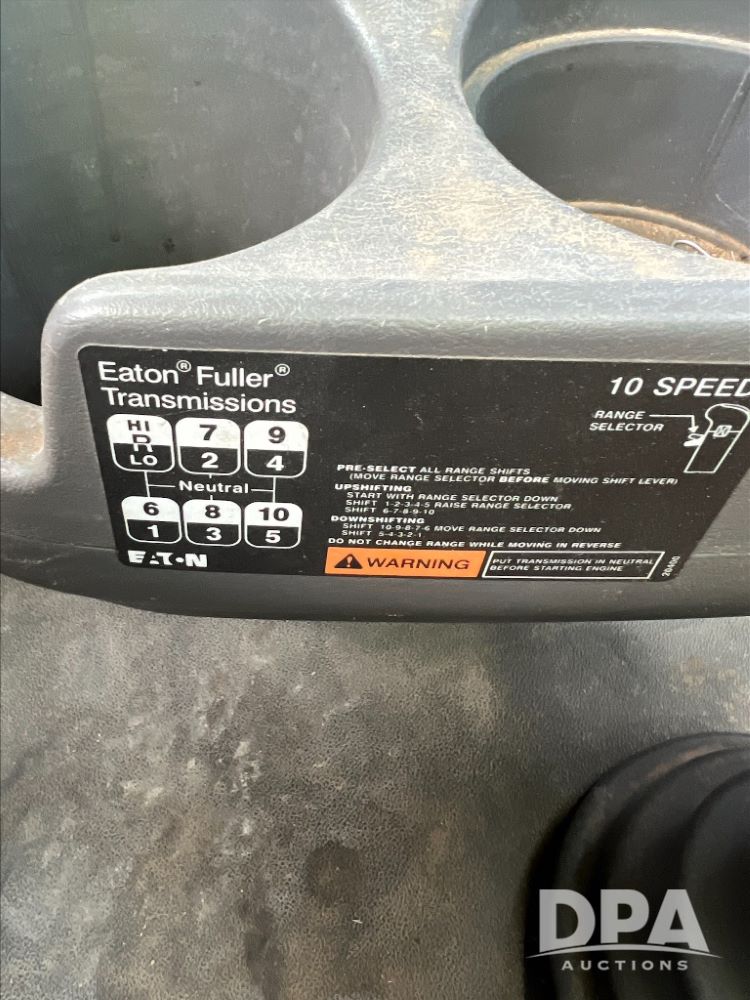 Eaton® Fuller®
Transmissions
10 SPEED
RANGE
SELECTOR
HI 7 9
R
LO 2 4
Neutral
6 8 10
1 3 5
EATON
PRE-SELECT ALL RANGE SHIFTS
(MOVE RANGE SELECTOR BEFORE MOVING SHIFT LEVER)
UPSHIFTING
START WITH RANGE SELECTOR DOWN
SHIFT 1-2-3-4-5 RAISE RANGE SELECTOR
SHIFT 6-7-8-9-10
DOWNSHIFTING
SHIFT 10-9-8-7-6 MOVE RANGE SELECTOR DOWN
SHIFT 5-4-3-2-1
DO NOT CHANGE RANGE WHILE MOVING IN REVERSE
WARNING
PUT TRANSMISSION IN NEUTRAL
BEFORE STARTING ENGINE
20400
DPA
AUCTIONS